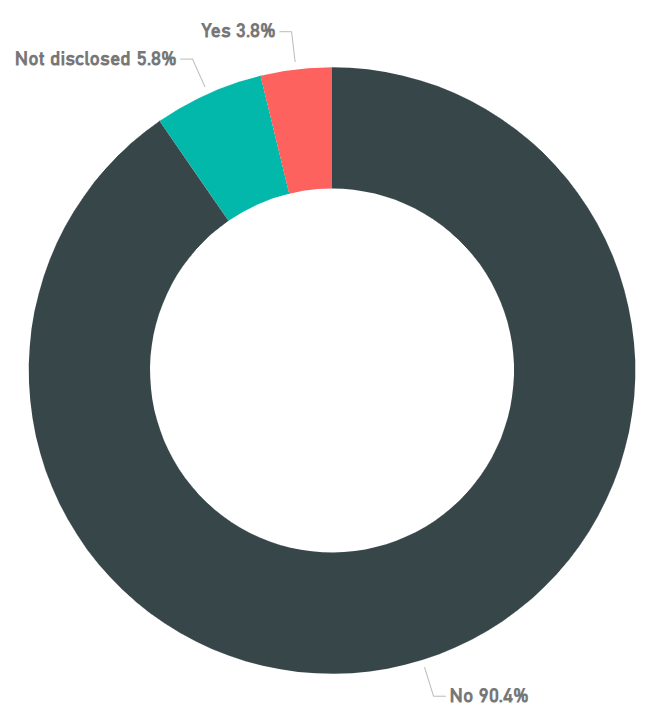 Yes 3.8%
Not disclosed 5.8%
No 90.4%